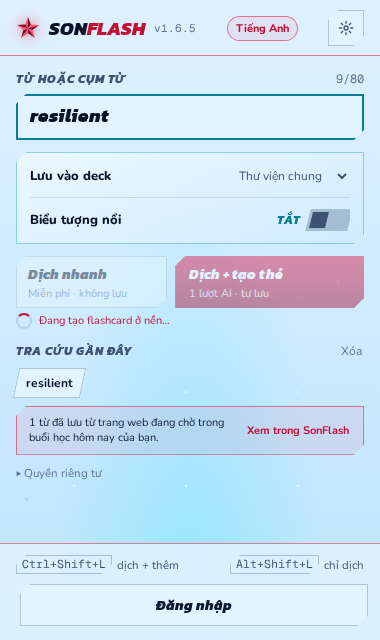 SONFLASH v1.6.5 Tiếng Anh
TỪ HOẶC CỤM TỪ 9/80
resilient
Lưu vào deck Thư viện chung
Biểu tượng nổi TẮT
Dịch nhanh
Miễn phí · không lưu
Dịch + tạo thẻ
1 lượt AI · tự lưu
Đang tạo flashcard ở nền…
TRA CỨU GẦN ĐÂY Xóa
resilient
1 từ đã lưu từ trang web đang chờ trong
buổi học hôm nay của bạn.
Xem trong SonFlash
▸ Quyền riêng tư
Ctrl+Shift+L dịch + thêm Alt+Shift+L chỉ dịch
Đăng nhập